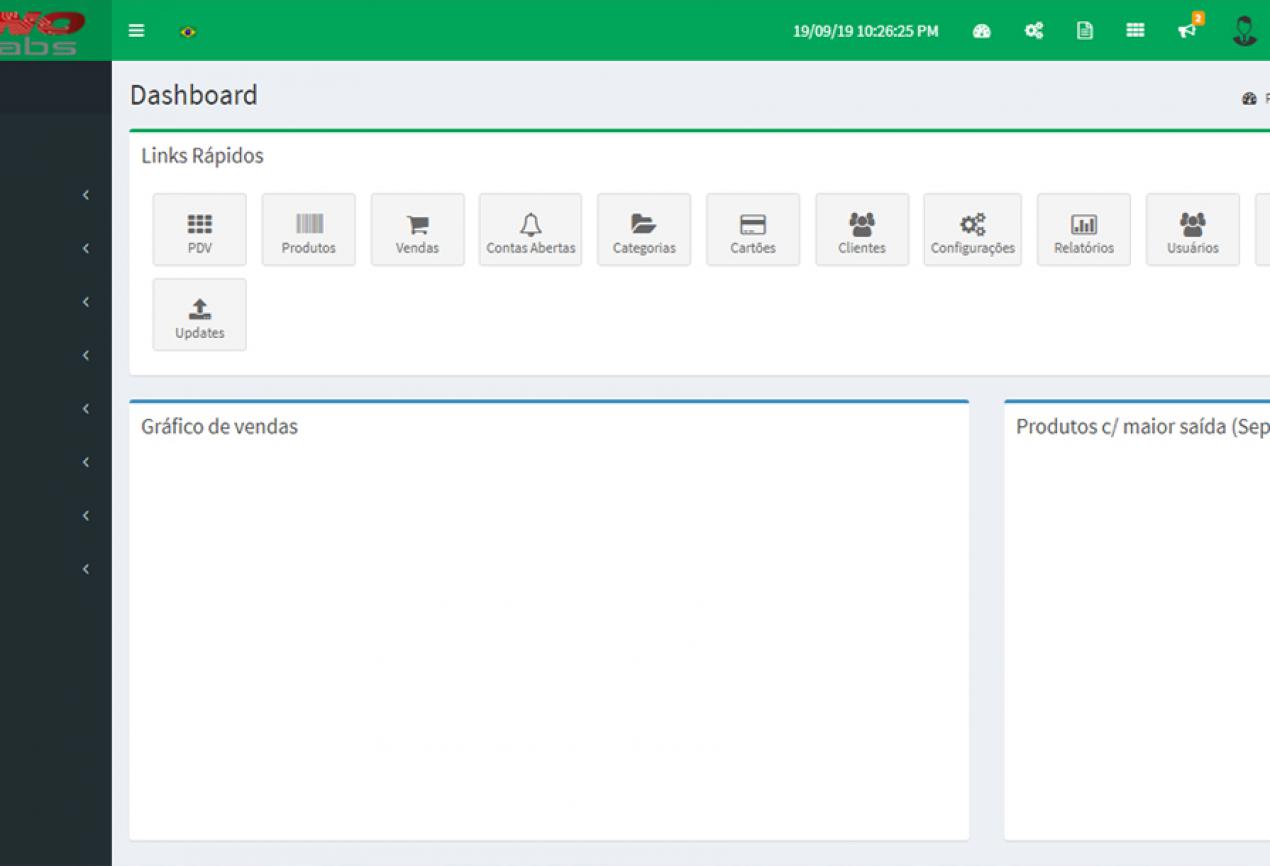 abs
19/09/19 10:26:25 PM
2
Dashboard
Links Rápidos
PDV
Produtos
Vendas
Contas Abertas
Categorias
Cartões
Clientes
Configurações
Relatórios
Usuários
Updates
Gráfico de vendas
Produtos c/ maior saída (Sep